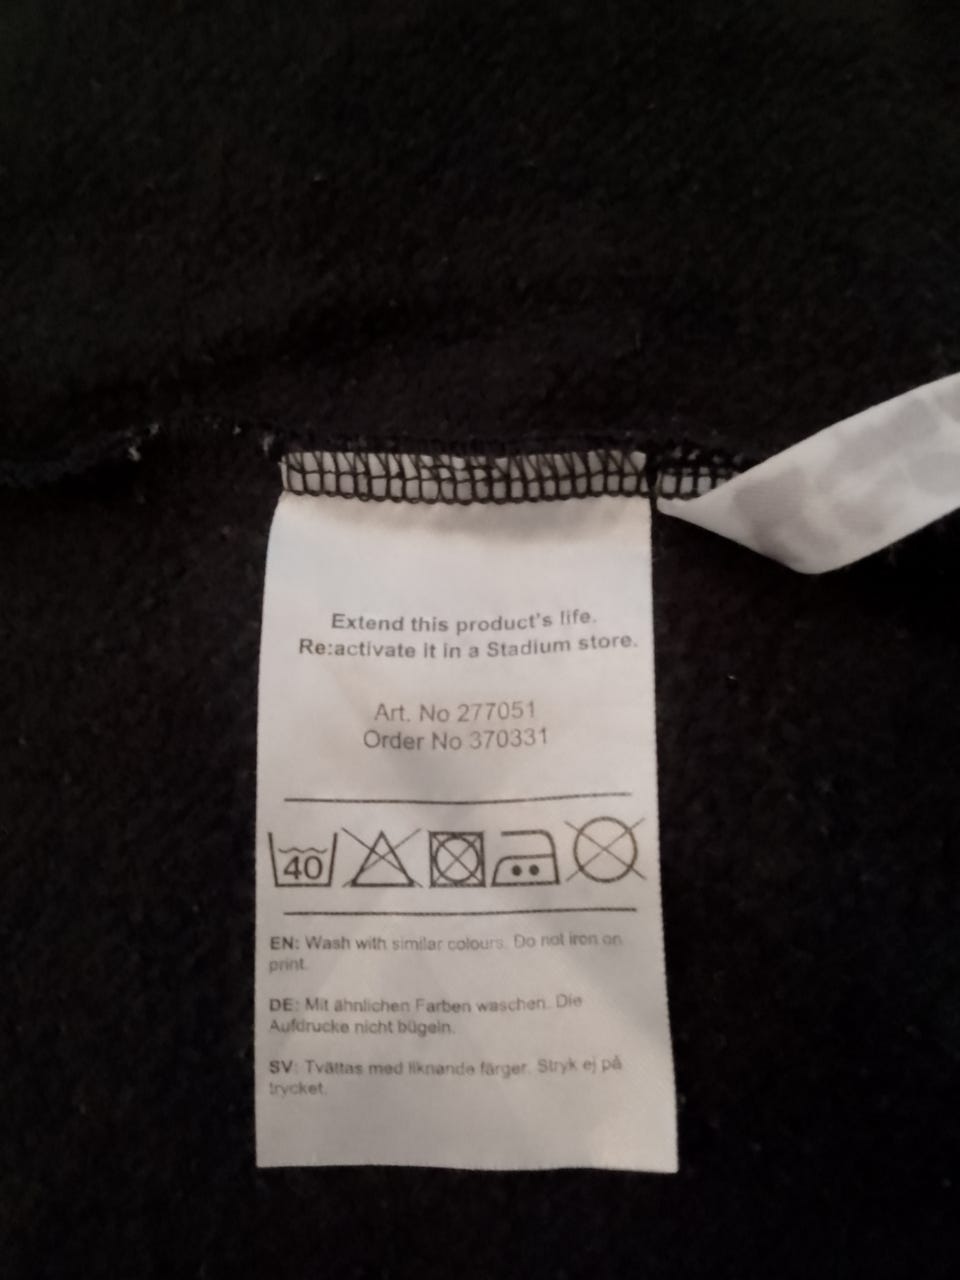 Extend this product's life.
Re:activate it in a Stadium store.
Art. No 277051
Order No 370331
40
EN: Wash with similar colours. Do not iron on
print.
DE: Mit ähnlichen Farben waschen. Die
Aufdrucke nicht bügeln.
SV: Tvättas med liknande färger. Stryk ej på
trycket.